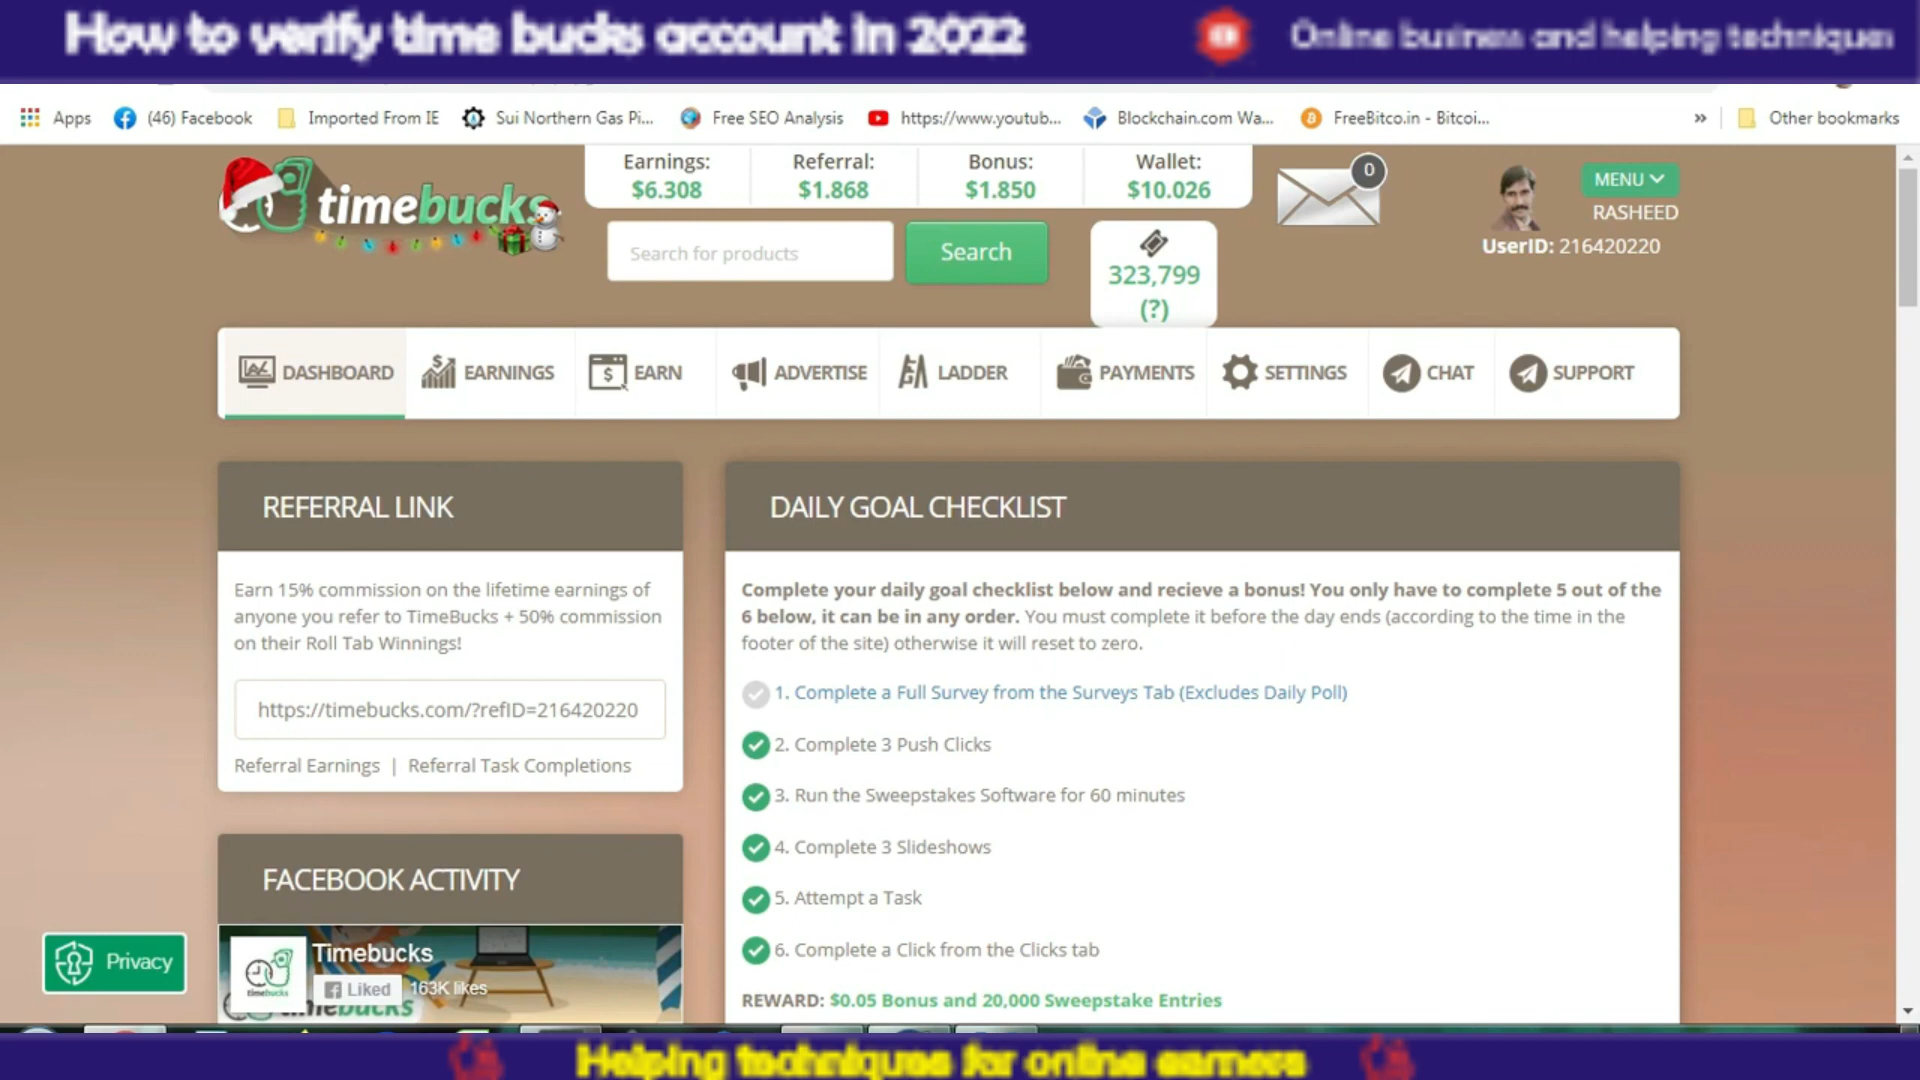 How to verify time bucks account in 2022
Online business and helping techniques
Apps
(46) Facebook
Imported From IE
Sui Northern Gas Pi...
Free SEO Analysis
https://www.youtub...
Blockchain.com Wa...
FreeBitco.in - Bitcoi...
»
Other bookmarks
timebucks
Earnings:
$6.308
Referral:
$1.868
Bonus:
$1.850
Wallet:
$10.026
0
MENU
RASHEED
UserID: 216420220
Search for products
Search
323,799
(?)
DASHBOARD
EARNINGS
EARN
ADVERTISE
LADDER
PAYMENTS
SETTINGS
CHAT
SUPPORT
REFERRAL LINK
Earn 15% commission on the lifetime earnings of
anyone you refer to TimeBucks + 50% commission
on their Roll Tab Winnings!
https://timebucks.com/?refID=216420220
Referral Earnings | Referral Task Completions
FACEBOOK ACTIVITY
Timebucks
Liked
163K likes
timebucks
timebucks
Privacy
DAILY GOAL CHECKLIST
Complete your daily goal checklist below and recieve a bonus! You only have to complete 5 out of the
6 below, it can be in any order. You must complete it before the day ends (according to the time in the
footer of the site) otherwise it will reset to zero.
1. Complete a Full Survey from the Surveys Tab (Excludes Daily Poll)
2. Complete 3 Push Clicks
3. Run the Sweepstakes Software for 60 minutes
4. Complete 3 Slideshows
5. Attempt a Task
6. Complete a Click from the Clicks tab
REWARD: $0.05 Bonus and 20,000 Sweepstake Entries
Helping techniques for online earners